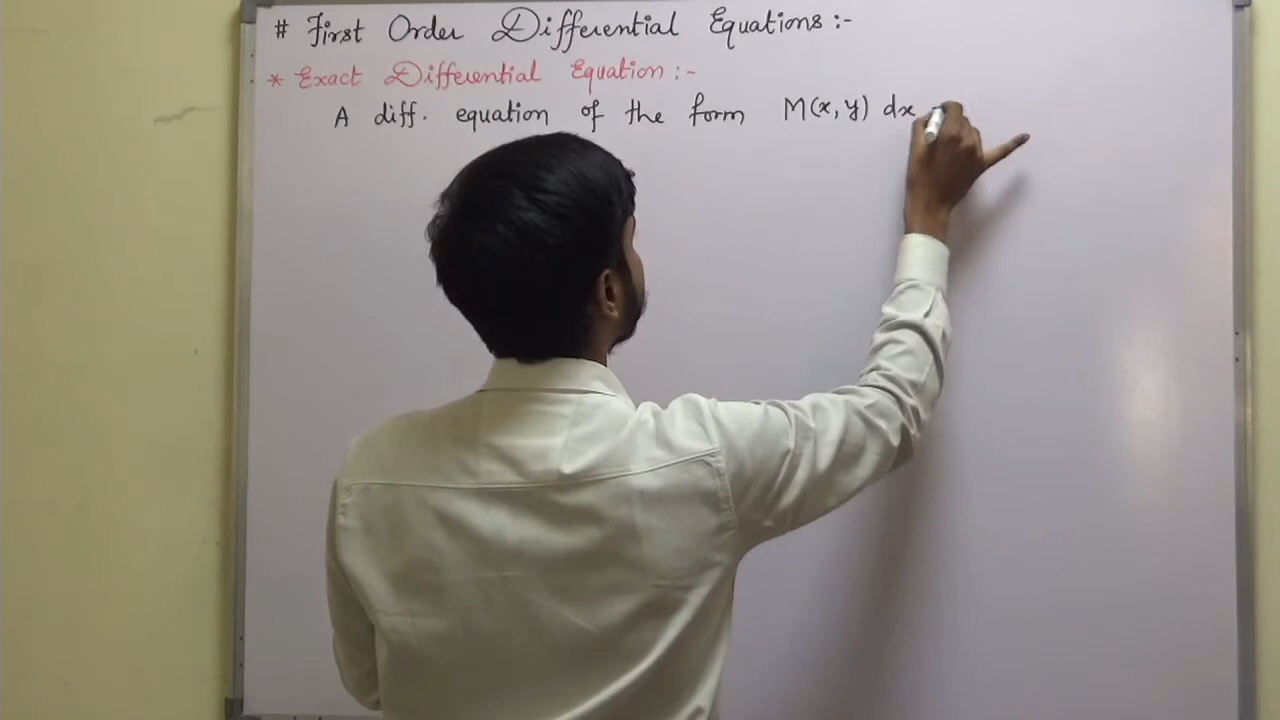 # First Order Differential Equations :-
* Exact Differential Equation :-
A diff. equation of the form M(x, y) dx